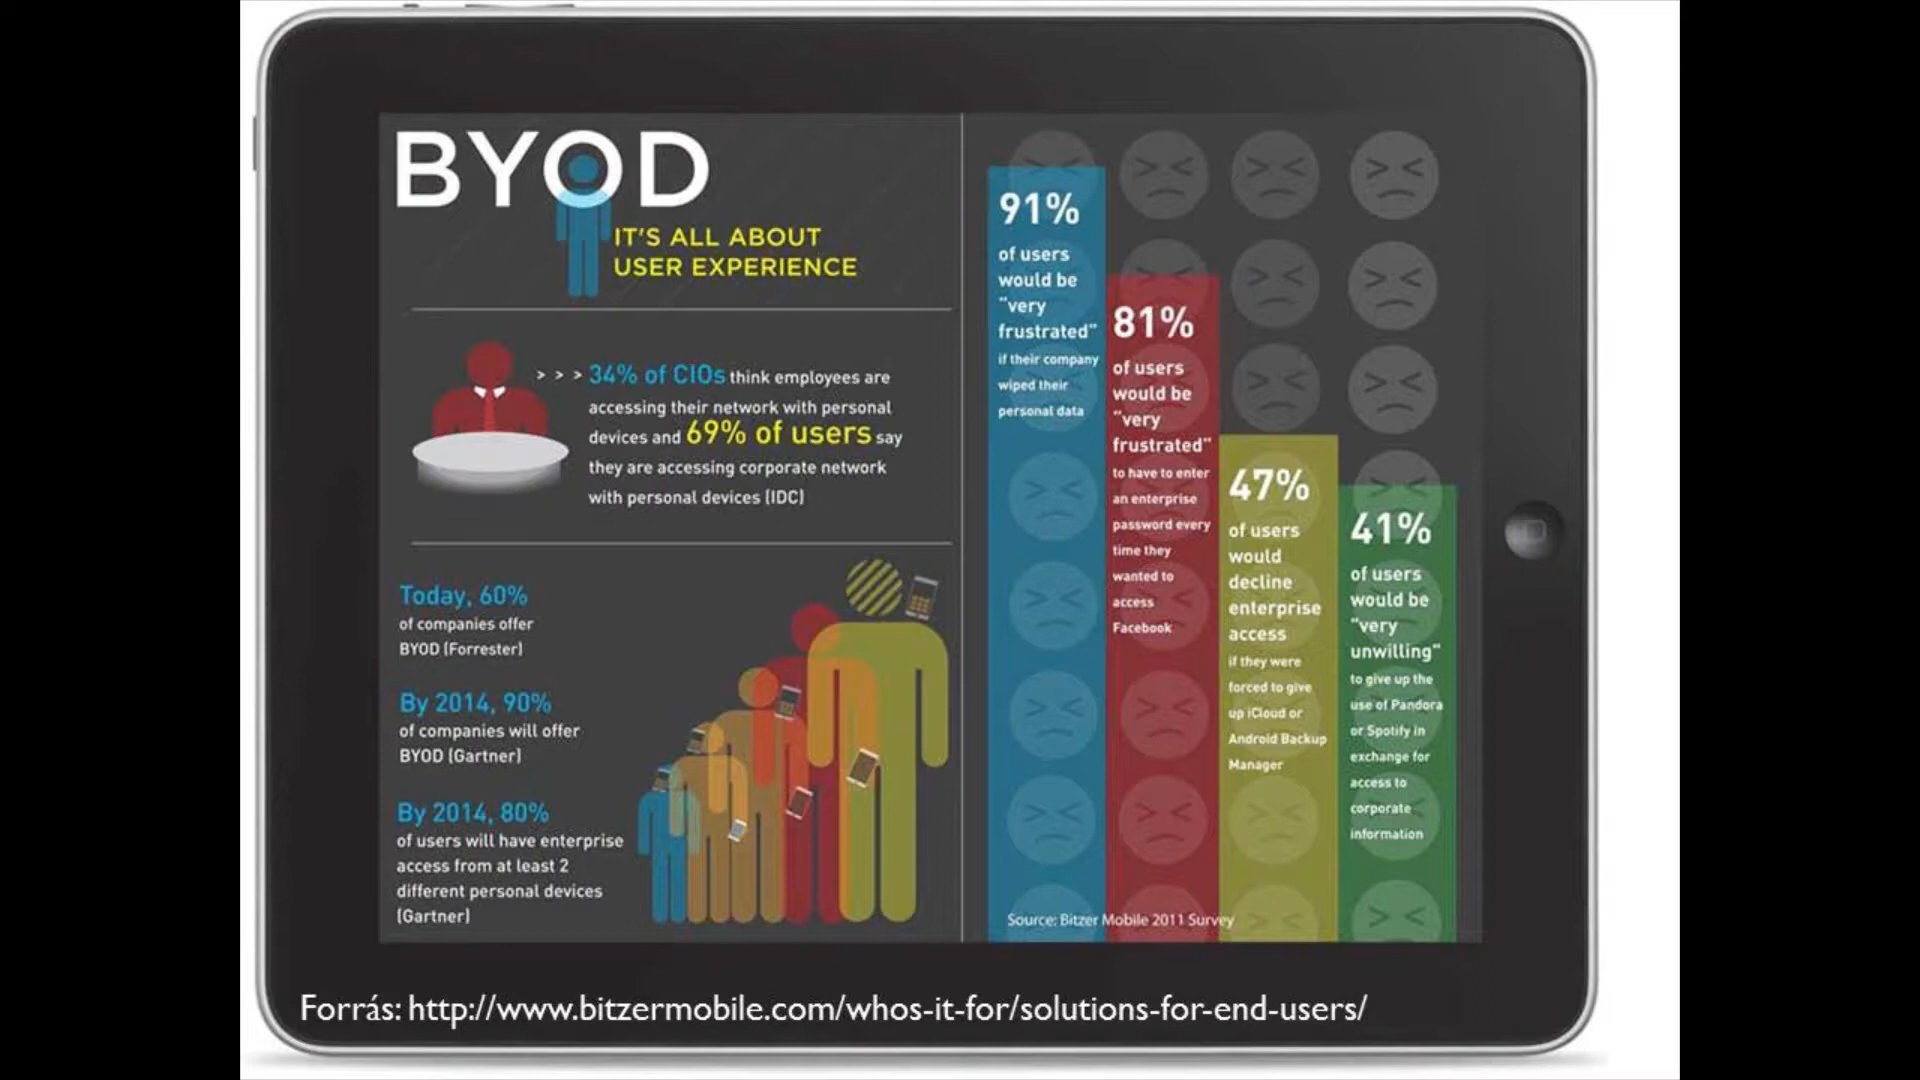 BYOD
IT'S ALL ABOUT
USER EXPERIENCE
> > > 34% of CIOs think employees are
accessing their network with personal
devices and 69% of users say
they are accessing corporate network
with personal devices (IDC)
Today, 60%
of companies offer
BYOD (Forrester)
By 2014, 90%
of companies will offer
BYOD (Gartner)
By 2014, 80%
of users will have enterprise
access from at least 2
different personal devices
(Gartner)
91%
of users
would be
"very
frustrated"
if their company
wiped their
personal data
81%
of users
would be
"very
frustrated"
to have to enter
an enterprise
password every
time they
wanted to
access
Facebook
47%
of users
would
decline
enterprise
access
if they were
forced to give
up iCloud or
Android Backup
Manager
41%
of users
would be
"very
unwilling"
to give up the
use of Pandora
or Spotify in
exchange for
access to
corporate
information
Source: Bitzer Mobile 2011 Survey
Forrás: http://www.bitzermobile.com/whos-it-for/solutions-for-end-users/